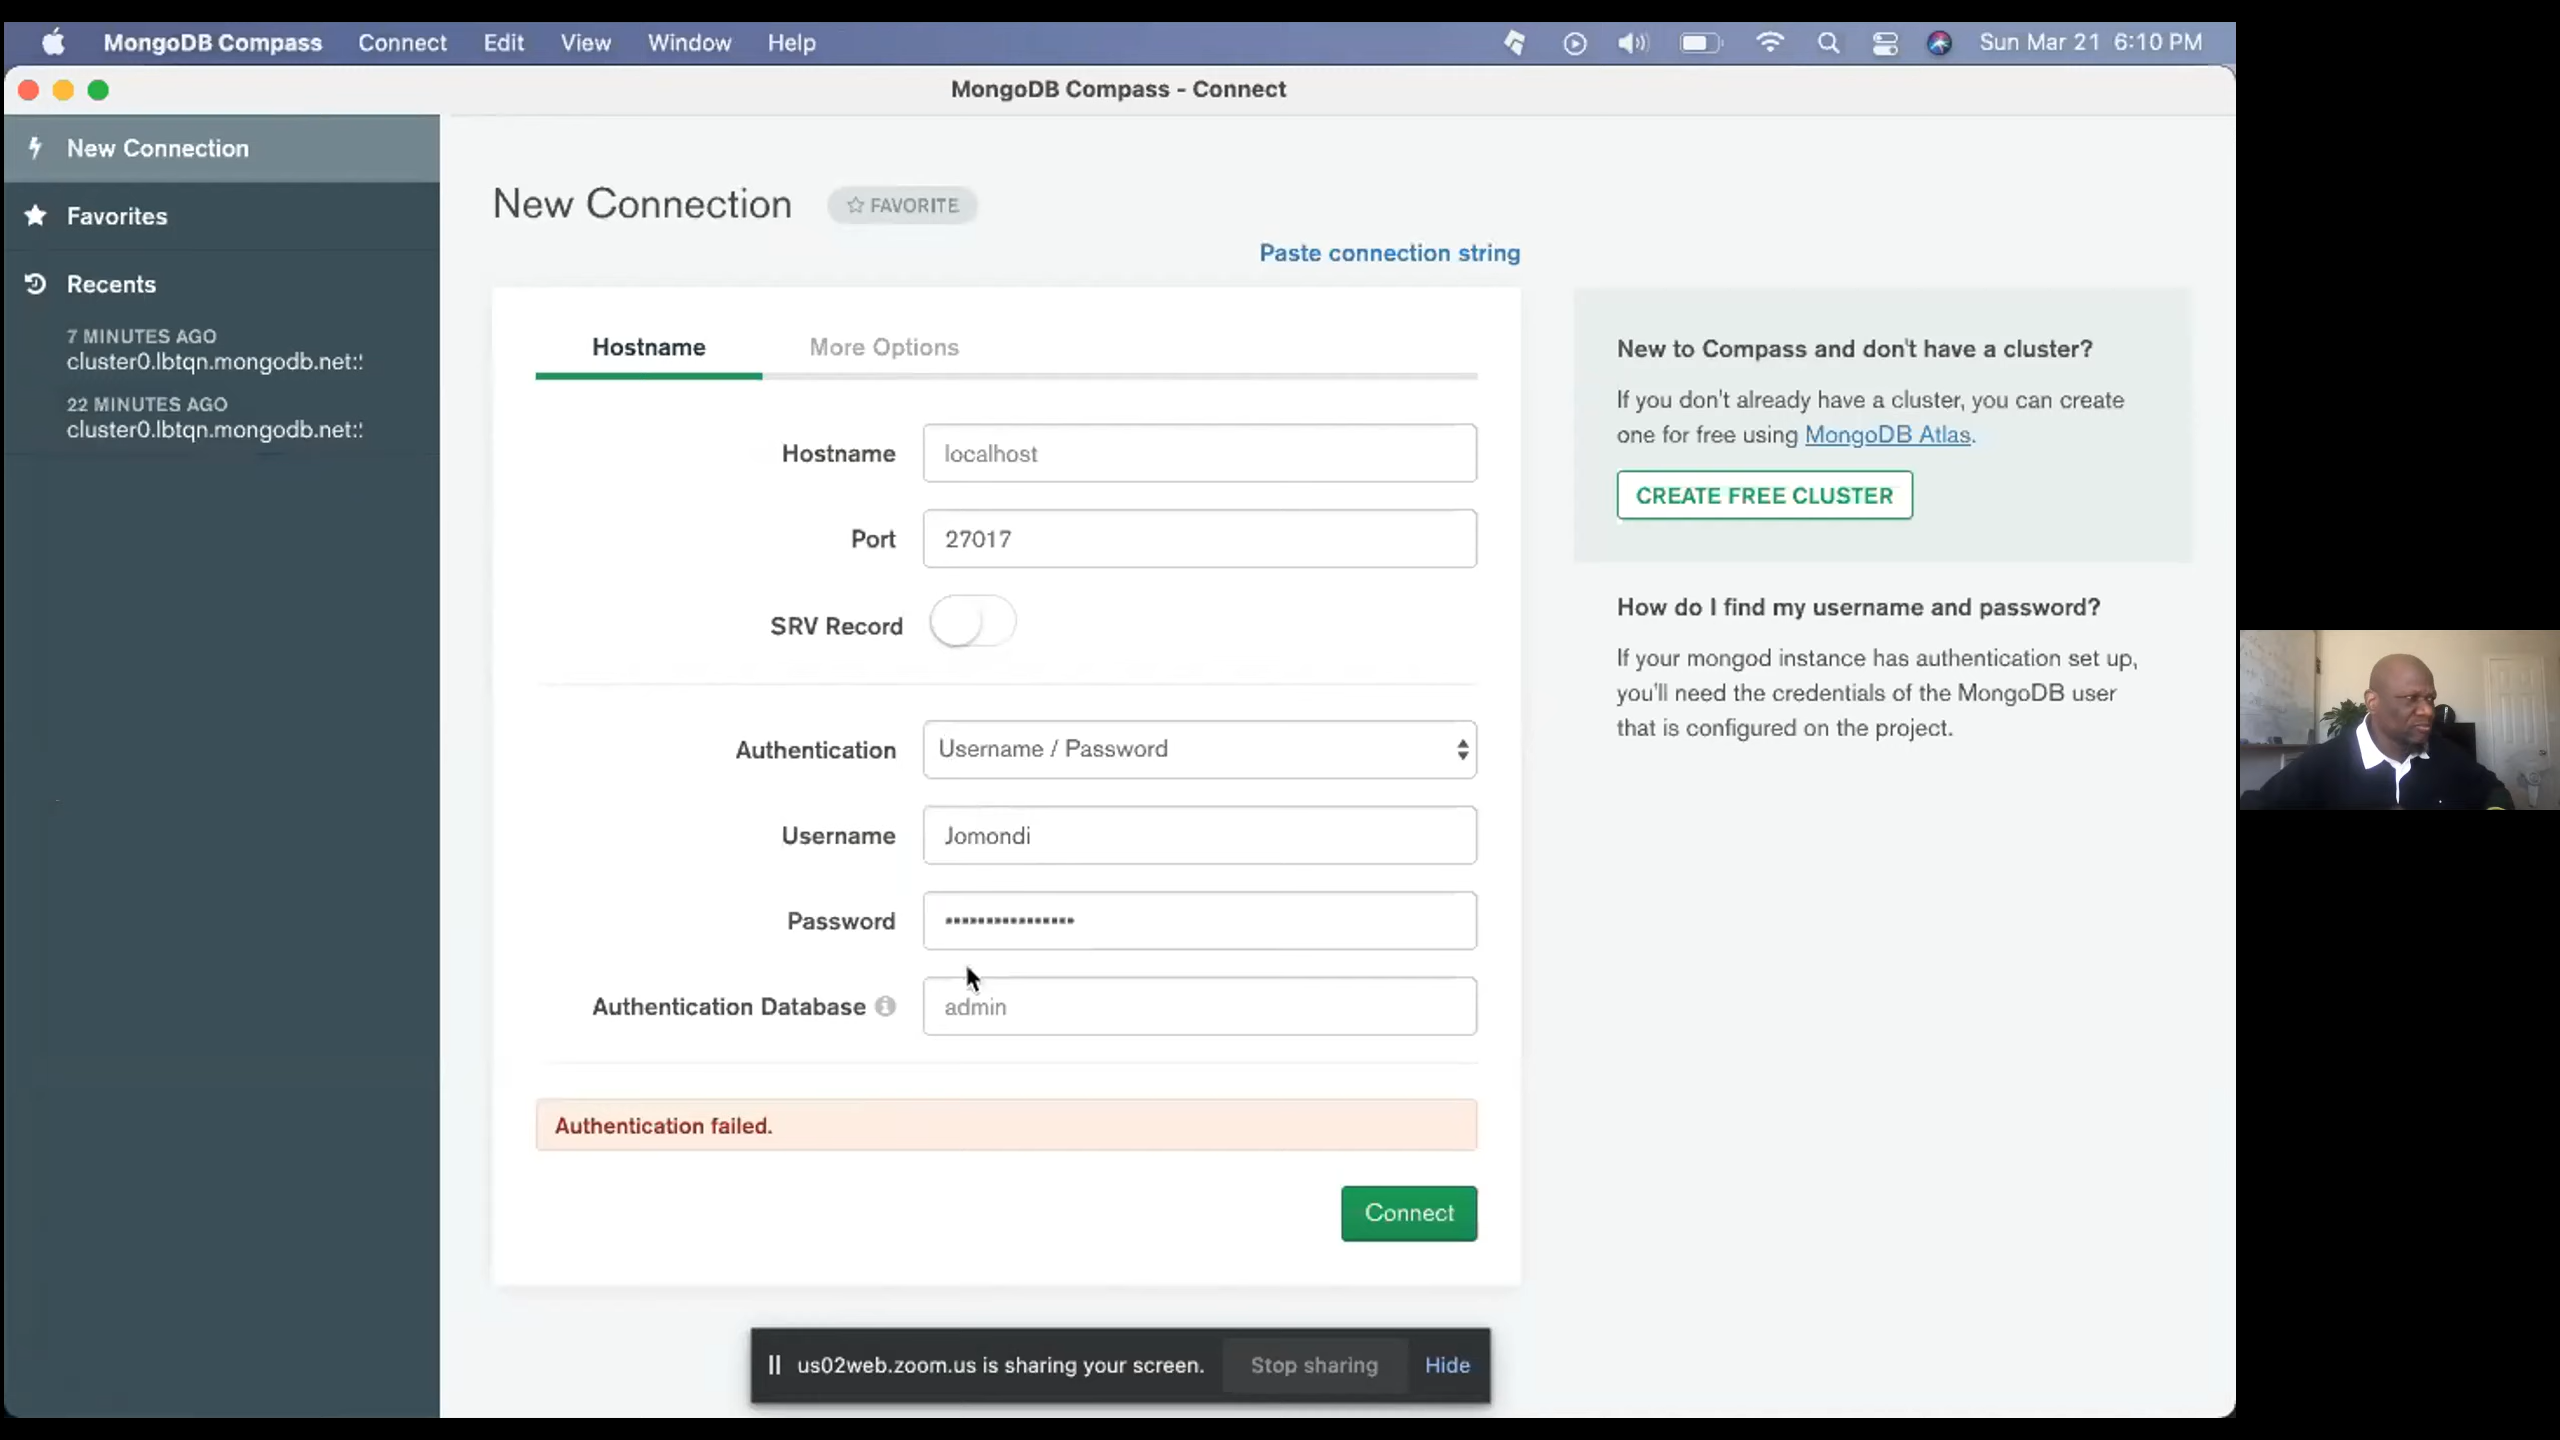 MongoDB Compass Connect Edit View Window Help Sun Mar 21 6:10 PM
MongoDB Compass - Connect
New Connection
Favorites
Recents
7 MINUTES AGO
cluster0.lbtqn.mongodb.net::
22 MINUTES AGO
cluster0.lbtqn.mongodb.net::
New Connection FAVORITE
Paste connection string
Hostname More Options
Hostname localhost
Port 27017
SRV Record
Authentication Username / Password
Username Jomondi
Password ••••••••••••••••
Authentication Database admin
Authentication failed.
Connect
New to Compass and don't have a cluster?
If you don't already have a cluster, you can create
one for free using MongoDB Atlas.
CREATE FREE CLUSTER
How do I find my username and password?
If your mongod instance has authentication set up,
you'll need the credentials of the MongoDB user
that is configured on the project.
us02web.zoom.us is sharing your screen. Stop sharing Hide